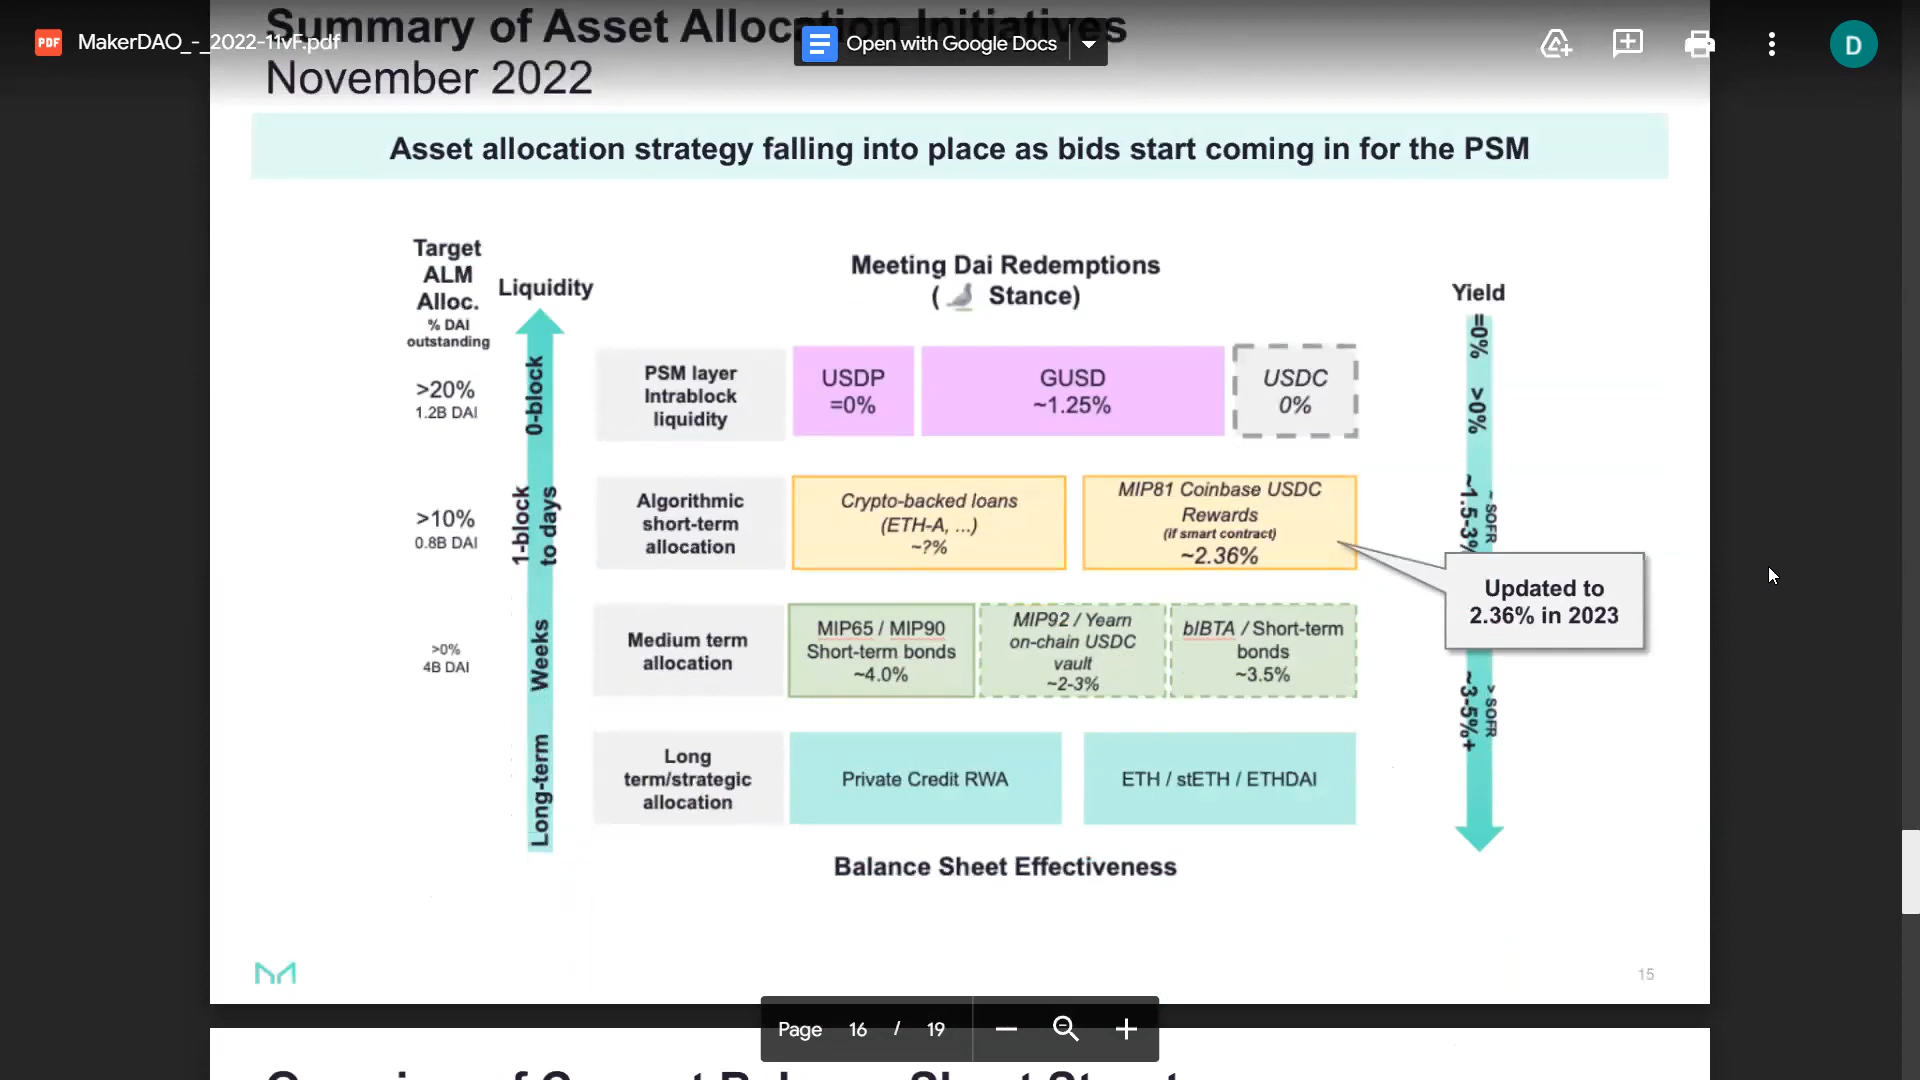 Summary of Asset Allocation Initiatives
MakerDAO_-_2022-11vF.pdf
Open with Google Docs
D
November 2022
Asset allocation strategy falling into place as bids start coming in for the PSM
Target
ALM
Alloc.
% DAI
outstanding
Liquidity
Meeting Dai Redemptions
( Stance)
Yield
>20%
1.2B DAI
0-block
PSM layer
Intrablock
liquidity
USDP
=0%
GUSD
~1.25%
USDC
0%
=0%
>0%
>10%
0.8B DAI
1-block
to days
Algorithmic
short-term
allocation
Crypto-backed loans
(ETH-A, ...)
~?%
MIP81 Coinbase USDC
Rewards
(if smart contract)
~2.36%
~1.5-3%
~ SOFR
Updated to
2.36% in 2023
>0%
4B DAI
Weeks
Medium term
allocation
MIP65 / MIP90
Short-term bonds
~4.0%
MIP92 / Yearn
on-chain USDC
vault
~2-3%
bIBTA / Short-term
bonds
~3.5%
~3-5%+
> SOFR
Long-term
Long
term/strategic
allocation
Private Credit RWA
ETH / stETH / ETHDAI
Balance Sheet Effectiveness
15
Page 16 / 19